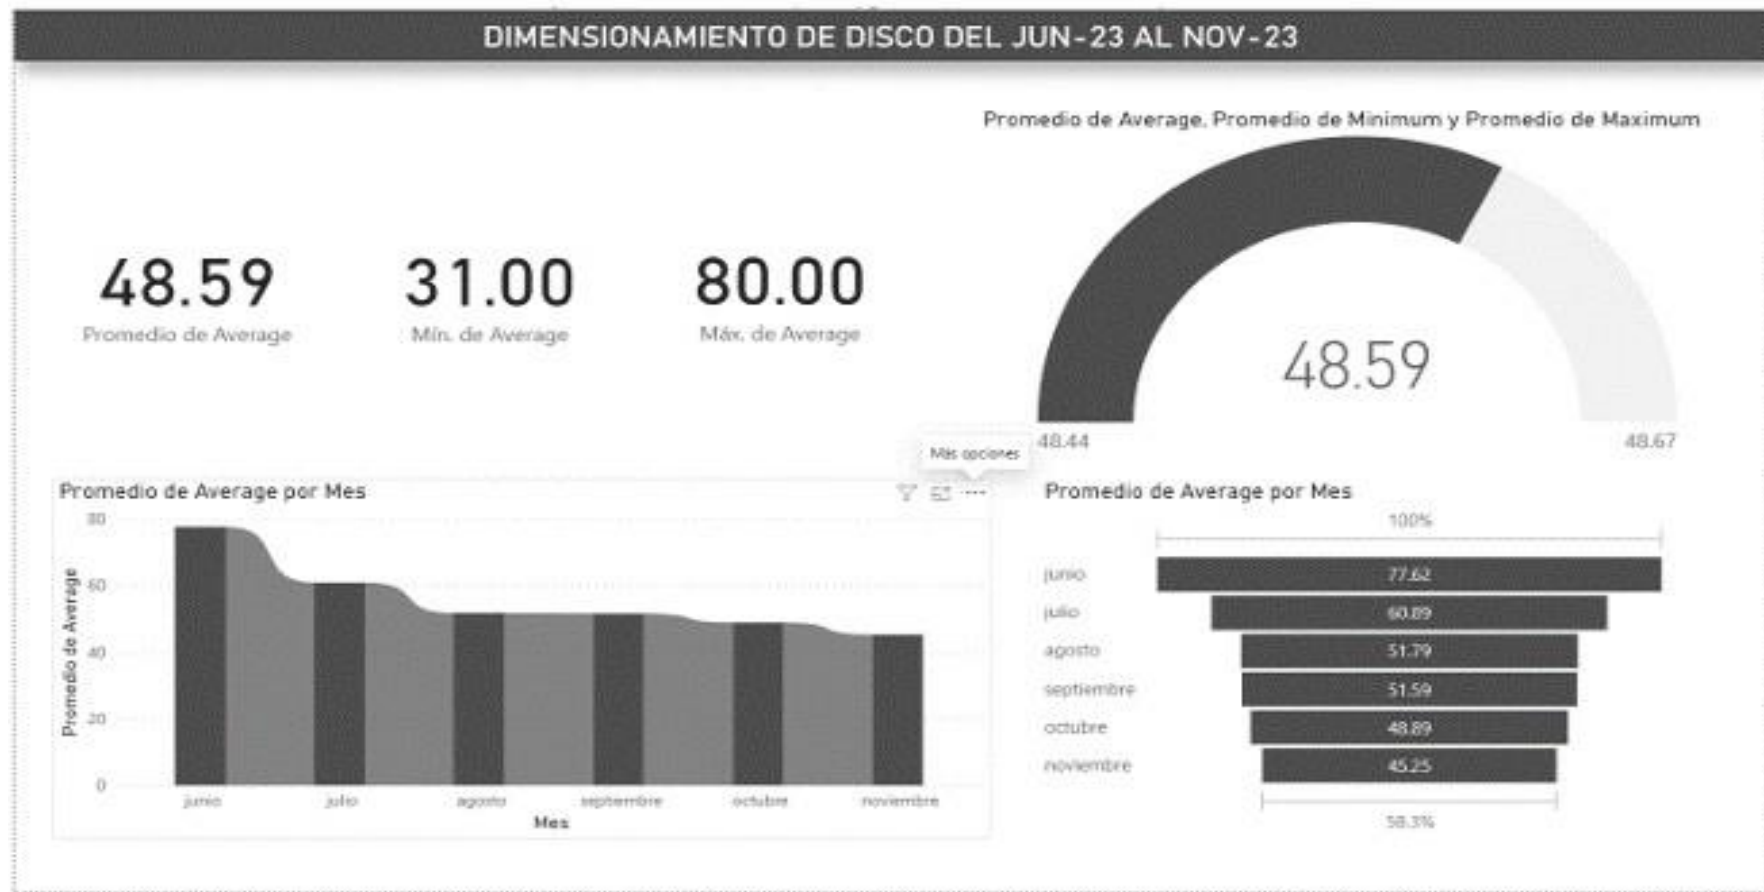 DIMENSIONAMIENTO DE DISCO DEL JUN-23 AL NOV-23
Promedio de Average, Promedio de Minimum y Promedio de Maximum
48.59
Promedio de Average
31.00
Mín. de Average
80.00
Máx. de Average
48.59
48.44
48.67
Más opciones
Promedio de Average por Mes
Promedio de Average
80
60
40
20
0
junio
julio
agosto
septiembre
octubre
noviembre
Mes
Promedio de Average por Mes
100%
junio
77.62
julio
60.89
agosto
51.79
septiembre
51.59
octubre
48.89
noviembre
45.25
58.3%